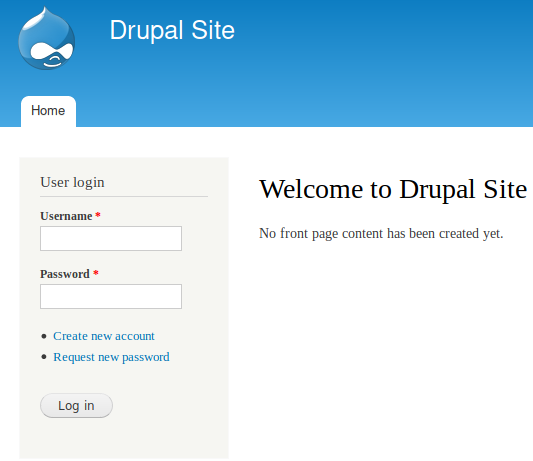 Drupal Site
Home
User login
Username *
Password *
Create new account
Request new password
Log in
Welcome to Drupal Site
No front page content has been created yet.